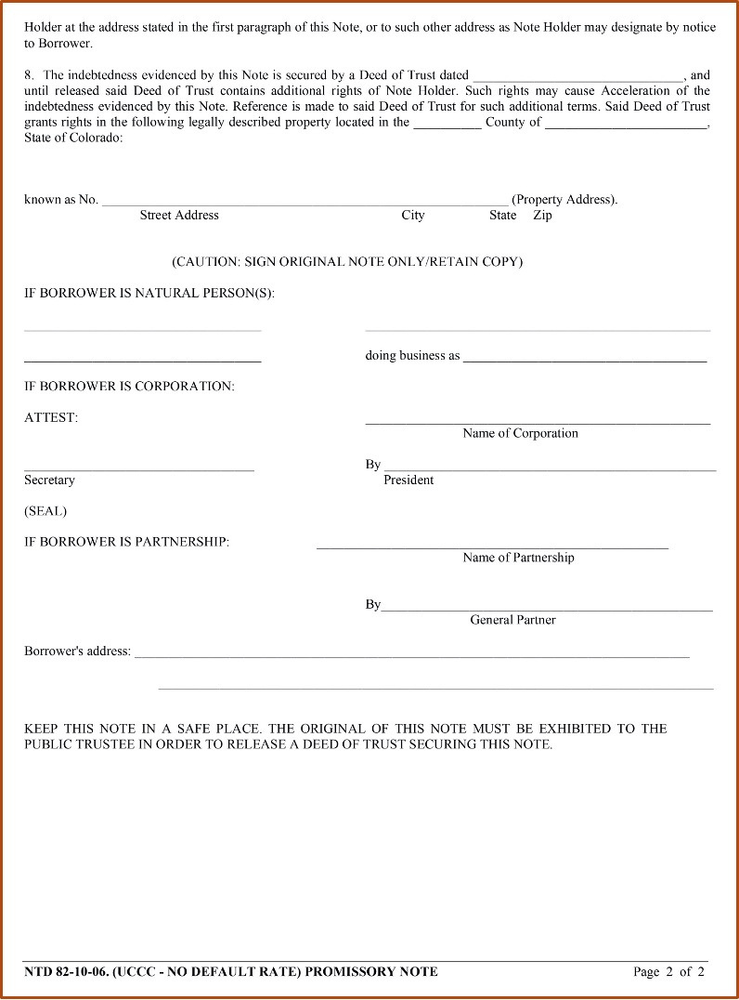 Holder at the address stated in the first paragraph of this Note, or to such other address as Note Holder may designate by notice
to Borrower.
8. The indebtedness evidenced by this Note is secured by a Deed of Trust dated ______________________________, and
until released said Deed of Trust contains additional rights of Note Holder. Such rights may cause Acceleration of the
indebtedness evidenced by this Note. Reference is made to said Deed of Trust for such additional terms. Said Deed of Trust
grants rights in the following legally described property located in the __________ County of ________________________,
State of Colorado:
known as No. ____________________________________________________________ (Property Address).
Street Address City State Zip
(CAUTION: SIGN ORIGINAL NOTE ONLY/RETAIN COPY)
IF BORROWER IS NATURAL PERSON(S):
___________________________________ ___________________________________________________
___________________________________ doing business as ____________________________________
IF BORROWER IS CORPORATION:
ATTEST: ___________________________________________________
Name of Corporation
__________________________________ By _________________________________________________
Secretary President
(SEAL)
IF BORROWER IS PARTNERSHIP: ____________________________________________________
Name of Partnership
By_________________________________________________
General Partner
Borrower's address: __________________________________________________________________________________
__________________________________________________________________________________
KEEP THIS NOTE IN A SAFE PLACE. THE ORIGINAL OF THIS NOTE MUST BE EXHIBITED TO THE
PUBLIC TRUSTEE IN ORDER TO RELEASE A DEED OF TRUST SECURING THIS NOTE.
NTD 82-10-06. (UCCC - NO DEFAULT RATE) PROMISSORY NOTE Page 2 of 2